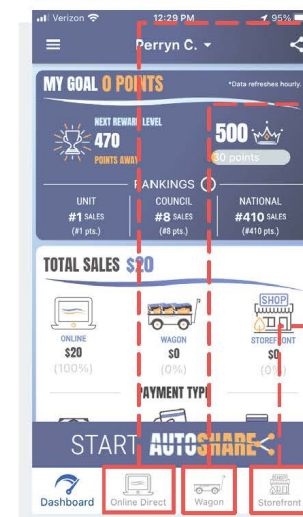 Verizon 12:29 PM 95%
Perryn C.
MY GOAL 0 POINTS
*Data refreshes hourly.
NEXT REWARD LEVEL
470
POINTS AWAY
500
30 points
RANKINGS
UNIT COUNCIL NATIONAL
#1 SALES #8 SALES #410 SALES
(#1 pts.) (#8 pts.) (#410 pts.)
TOTAL SALES $20
SHOP
ONLINE WAGON STOREFRONT
$20 $0 $0
(100%) (0%) (0%)
PAYMENT TYPE
START AUTOSHARE
Dashboard Online Direct Wagon Storefront